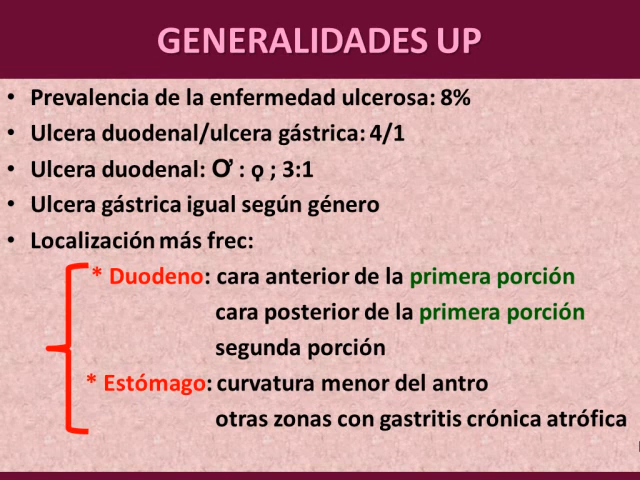 GENERALIDADES UP
• Prevalencia de la enfermedad ulcerosa: 8%
• Ulcera duodenal/ulcera gástrica: 4/1
• Ulcera duodenal: Ơ : ọ ; 3:1
• Ulcera gástrica igual según género
• Localización más frec:
* Duodeno: cara anterior de la primera porción
cara posterior de la primera porción
segunda porción
* Estómago: curvatura menor del antro
otras zonas con gastritis crónica atrófica